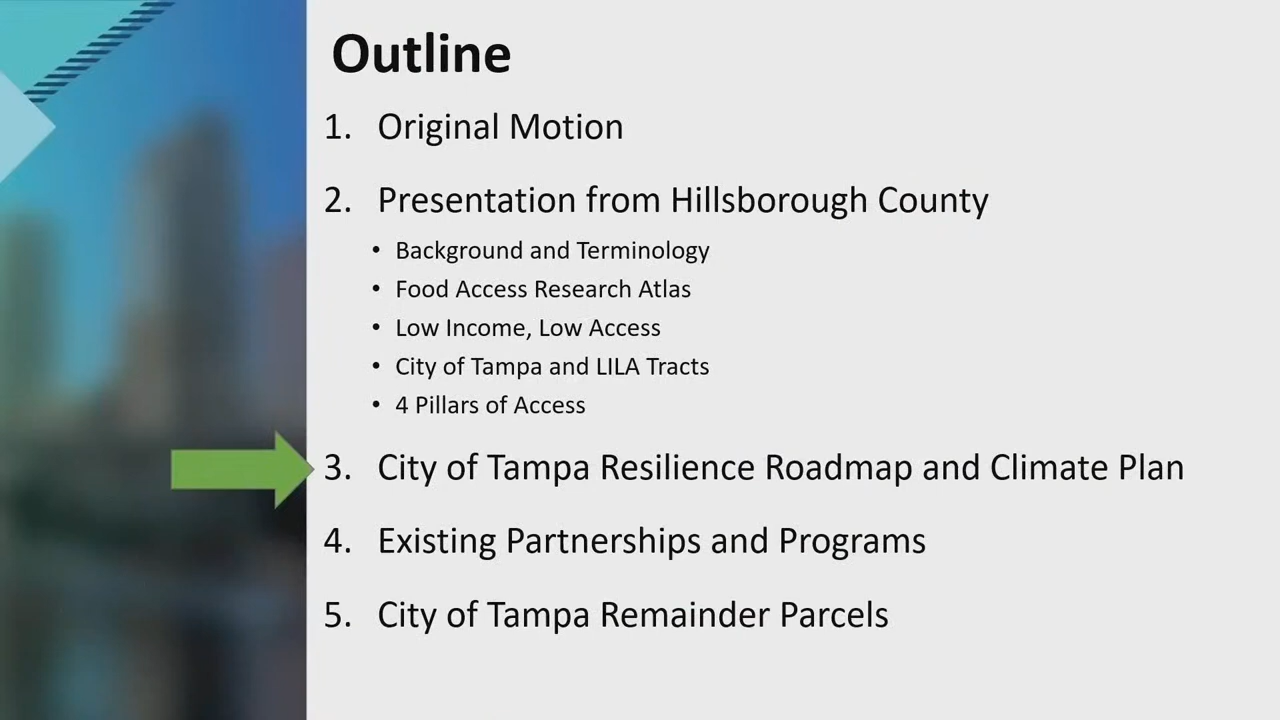 Outline
1. Original Motion
2. Presentation from Hillsborough County
• Background and Terminology
• Food Access Research Atlas
• Low Income, Low Access
• City of Tampa and LILA Tracts
• 4 Pillars of Access
3. City of Tampa Resilience Roadmap and Climate Plan
4. Existing Partnerships and Programs
5. City of Tampa Remainder Parcels